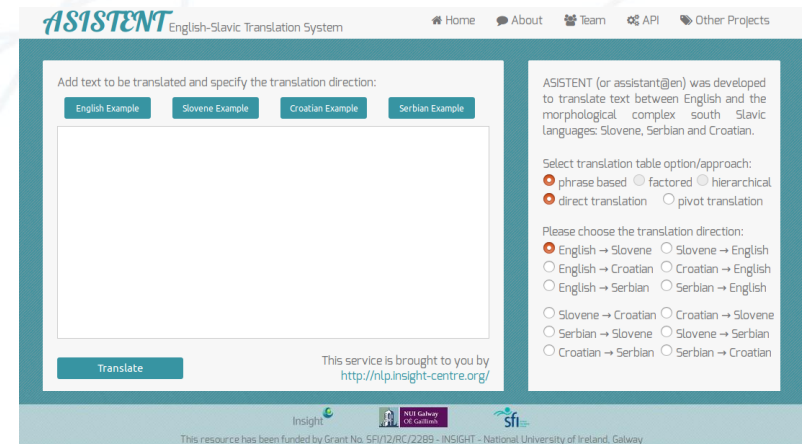 ASISTENT English-Slavic Translation System
Home About Team API Other Projects
Add text to be translated and specify the translation direction:
English Example Slovene Example Croatian Example Serbian Example
Translate
This service is brought to you by
http://nlp.insight-centre.org/
ASISTENT (or assistant@en) was developed
to translate text between English and the
morphological complex south Slavic
languages: Slovene, Serbian and Croatian.
Select translation table option/approach:
phrase based factored hierarchical
direct translation pivot translation
Please choose the translation direction:
English → Slovene Slovene → English
English → Croatian Croatian → English
English → Serbian Serbian → English
Slovene → Croatian Croatian → Slovene
Serbian → Slovene Slovene → Serbian
Croatian → Serbian Serbian → Croatian
Insight NUI Galway sfi
OÉ Gaillimh
This resource has been funded by Grant No. SFI/12/RC/2289 - INSIGHT - National University of Ireland, Galway